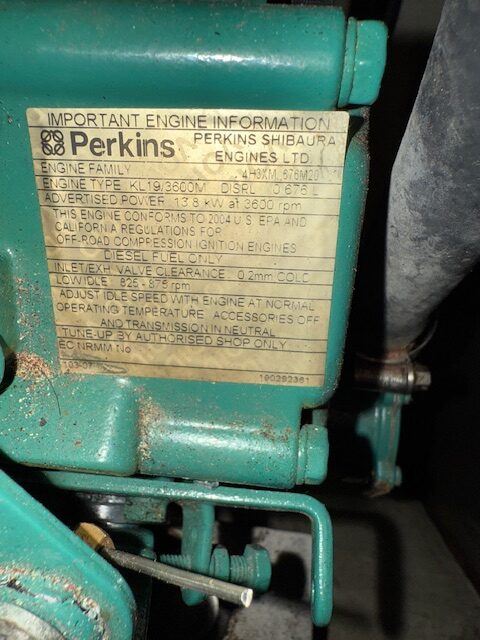 IMPORTANT ENGINE INFORMATION
Perkins
PERKINS SHIBAURA
ENGINES LTD.
ENGINE FAMILY 4H3XM .676M20
ENGINE TYPE KL19/3600M DISRL 0.676 L
ADVERTISED POWER 13.8 kW at 3600 rpm
THIS ENGINE CONFORMS TO 2004 U.S. EPA AND
CALIFORNIA REGULATIONS FOR
OFF-ROAD COMPRESSION IGNITION ENGINES
DIESEL FUEL ONLY
INLET/EXH. VALVE CLEARANCE 0.2mm COLD
LOW IDLE 825 - 875 rpm
ADJUST IDLE SPEED WITH ENGINE AT NORMAL
OPERATING TEMPERATURE. ACCESSORIES OFF
AND TRANSMISSION IN NEUTRAL
TUNE-UP BY AUTHORISED SHOP ONLY
EC NRMM No
03-07
190292361